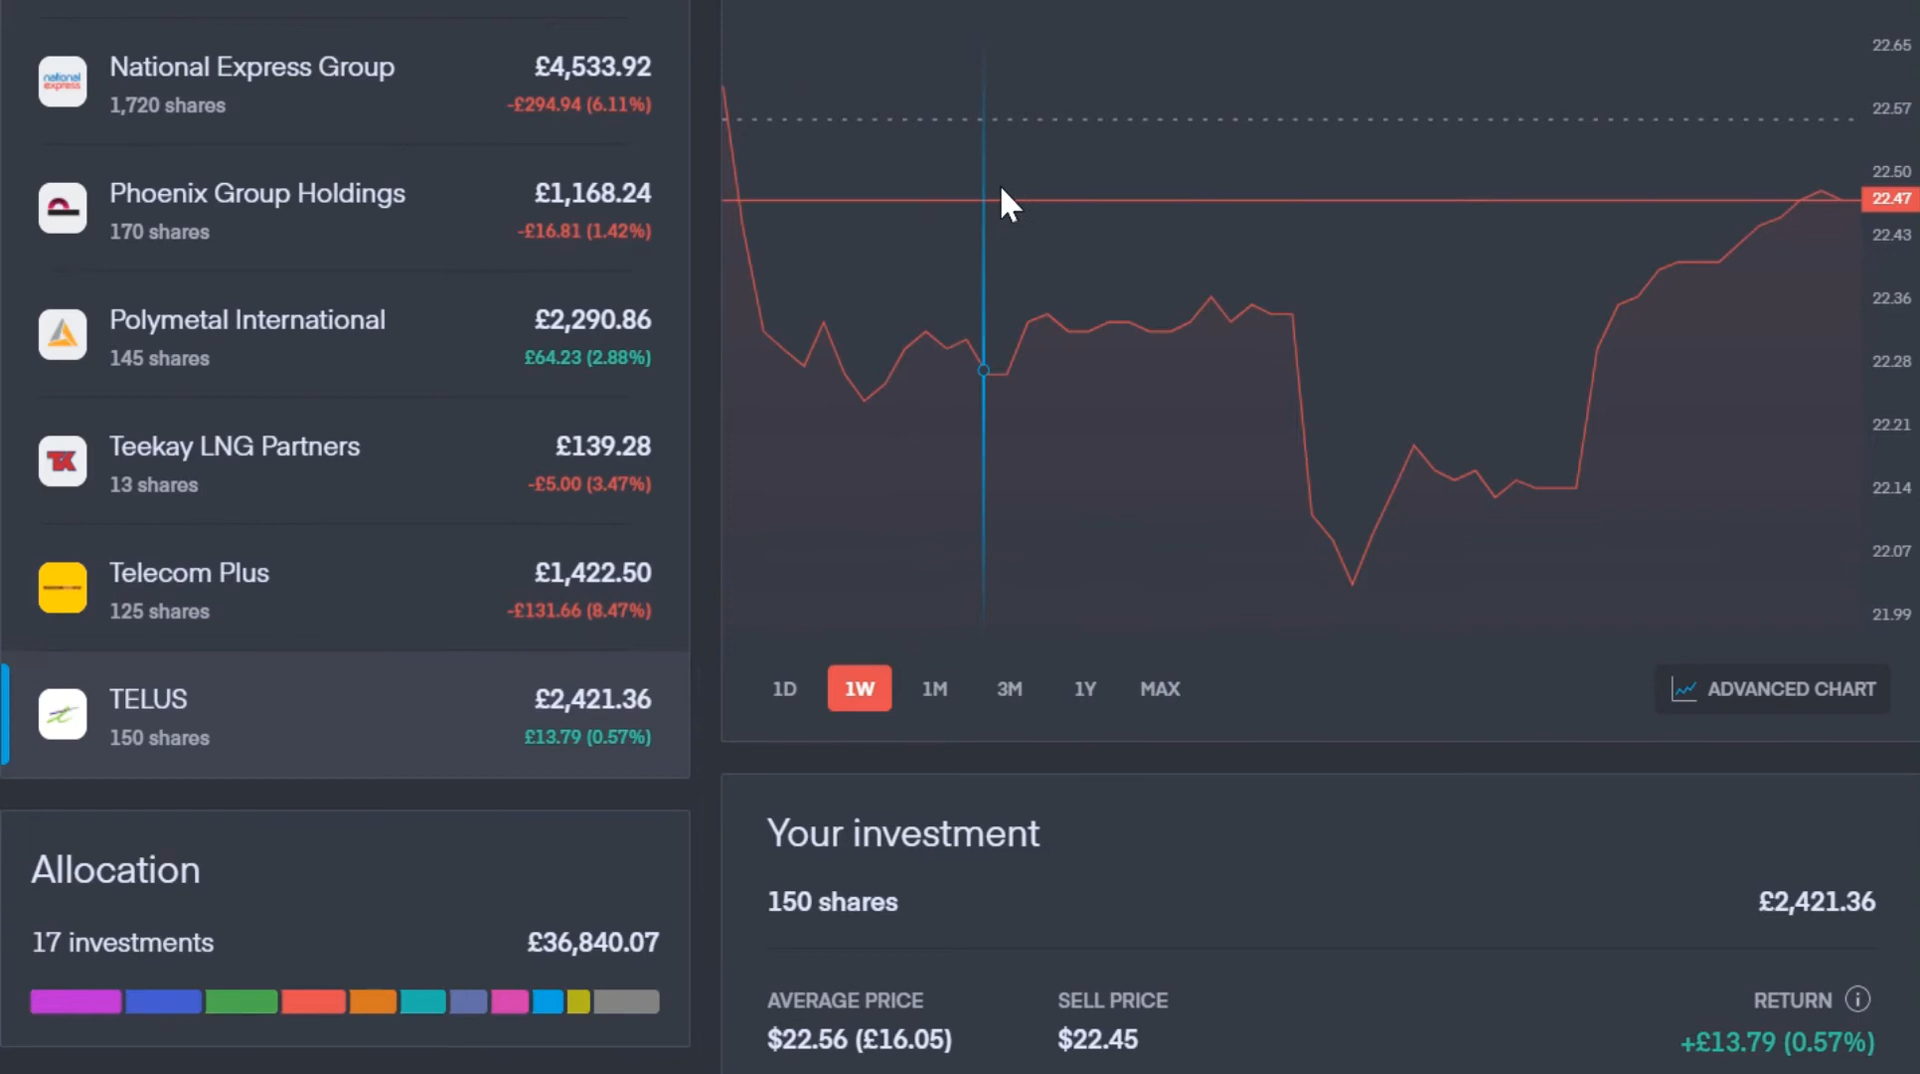 national
express
National Express Group
£4,533.92
1,720 shares
-£294.94 (6.11%)
Phoenix Group Holdings
£1,168.24
170 shares
-£16.81 (1.42%)
Polymetal International
£2,290.86
145 shares
£64.23 (2.88%)
TK
Teekay LNG Partners
£139.28
13 shares
-£5.00 (3.47%)
Telecom Plus
£1,422.50
125 shares
-£131.66 (8.47%)
TELUS
£2,421.36
150 shares
£13.79 (0.57%)
Allocation
17 investments
£36,840.07
22.65
22.57
22.50
22.47
22.43
22.36
22.28
22.21
22.14
22.07
21.99
1D
1W
1M
3M
1Y
MAX
ADVANCED CHART
Your investment
150 shares
£2,421.36
AVERAGE PRICE
SELL PRICE
RETURN
$22.56 (£16.05)
$22.45
+£13.79 (0.57%)